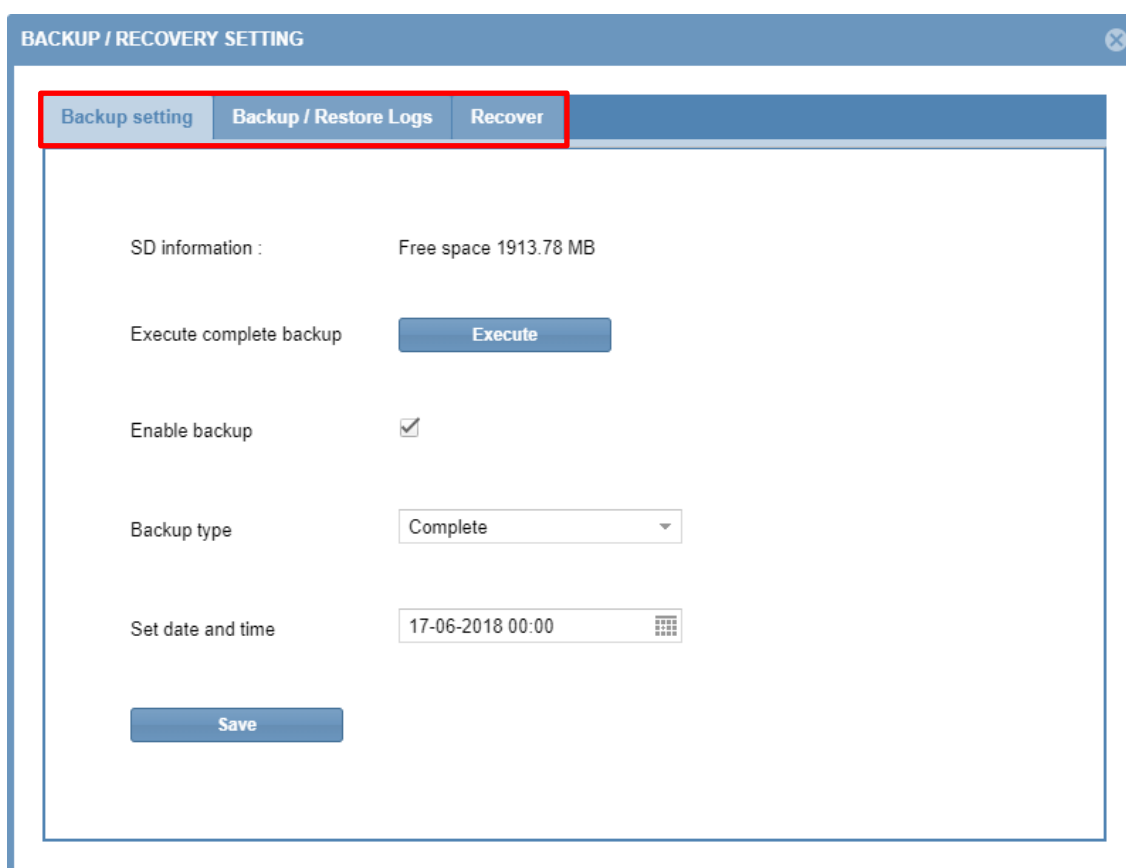 BACKUP / RECOVERY SETTING
Backup setting Backup / Restore Logs Recover
SD information : Free space 1913.78 MB
Execute complete backup Execute
Enable backup
Backup type Complete
Set date and time 17-06-2018 00:00
Save